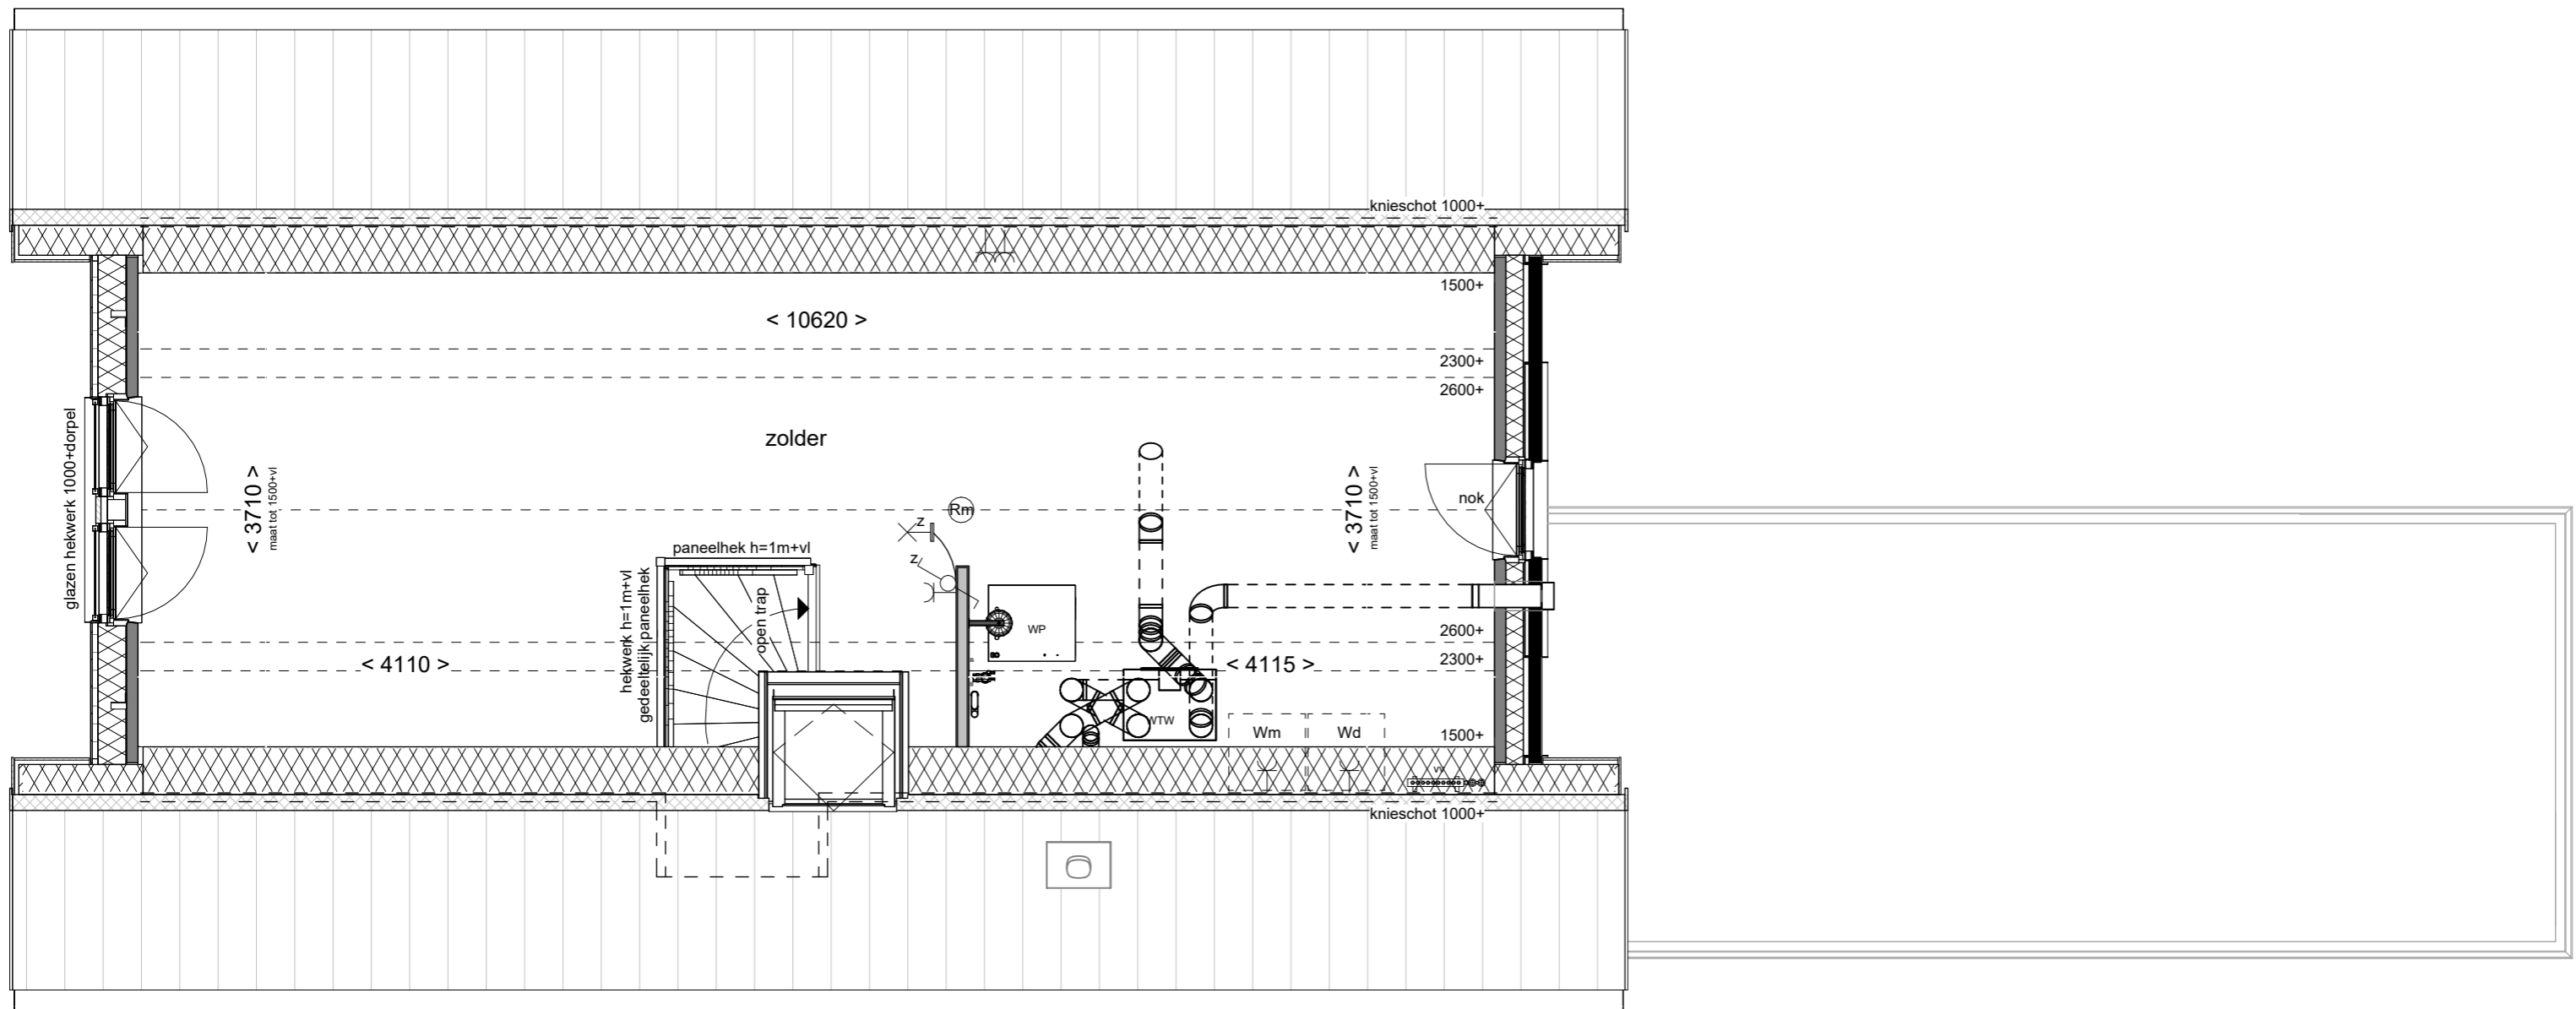 knieschot 1000+
1500+
< 10620 >
2300+
2600+
glazen hekwerk 1000+dorpel
zolder
< 3710 >
maat tot 1500+vl
< 3710 >
maat tot 1500+vl
nok
Rm
z
z
paneelhek h=1m+vl
hekwerk h=1m+vl
gedeeltelijk paneelhek
open trap
WP
2600+
< 4110 >
< 4115 >
2300+
WTW
Wm
Wd
1500+
vv
knieschot 1000+